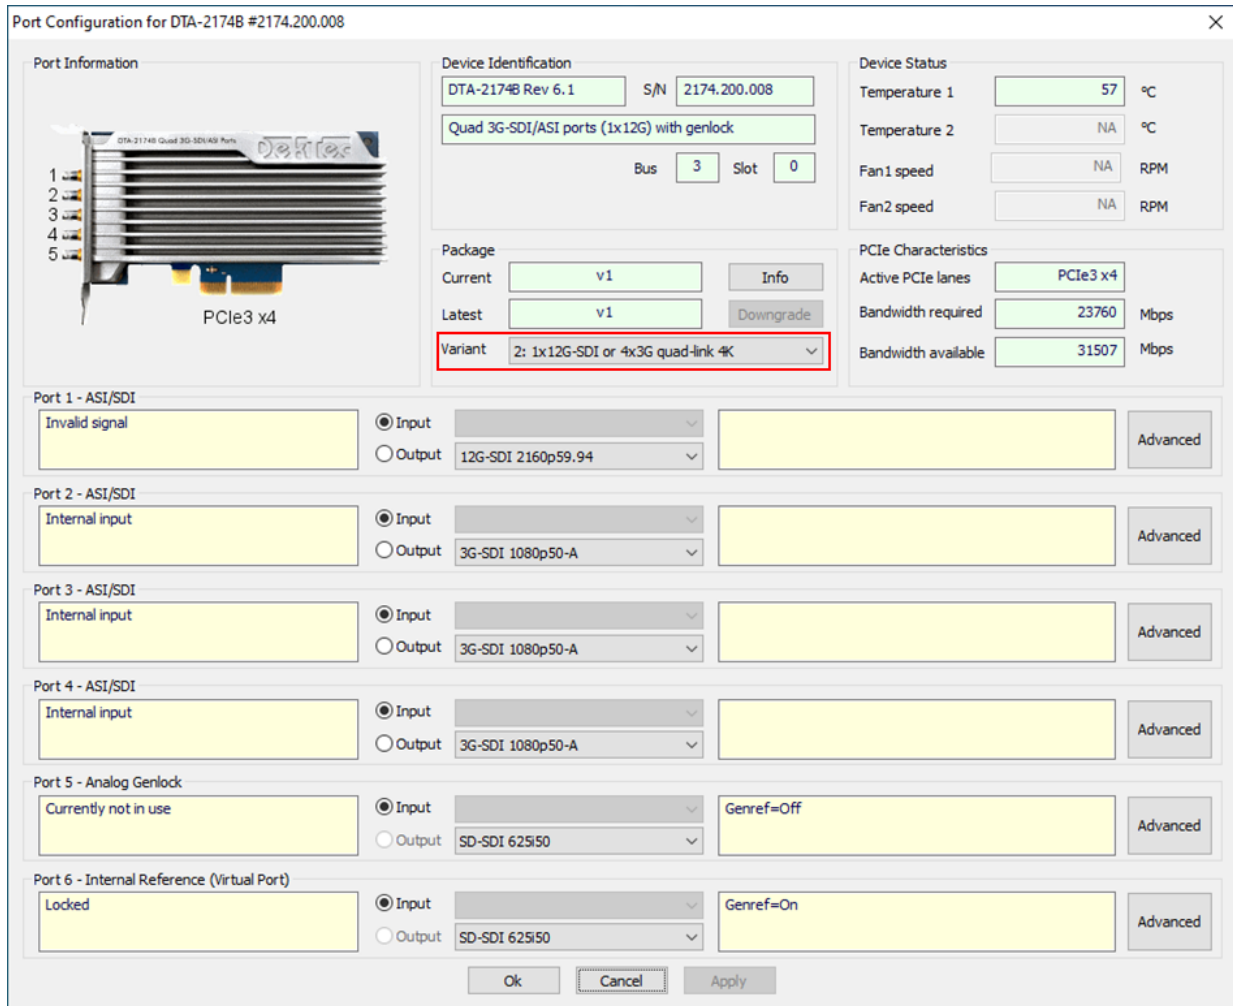 Port Configuration for DTA-2174B #2174.200.008
Port Information
DTA-2174B Quad 3G-SDI/ASI Ports
DekTec
1
2
3
4
5
PCIe3 x4
Device Identification
DTA-2174B Rev 6.1 S/N 2174.200.008
Quad 3G-SDI/ASI ports (1x12G) with genlock
Bus 3 Slot 0
Device Status
Temperature 1 57 °C
Temperature 2 NA °C
Fan1 speed NA RPM
Fan2 speed NA RPM
Package
Current v1 Info
Latest v1 Downgrade
Variant 2: 1x12G-SDI or 4x3G quad-link 4K
PCIe Characteristics
Active PCIe lanes PCIe3 x4
Bandwidth required 23760 Mbps
Bandwidth available 31507 Mbps
Port 1 - ASI/SDI
Invalid signal Input
Output 12G-SDI 2160p59.94
Advanced
Port 2 - ASI/SDI
Internal input Input
Output 3G-SDI 1080p50-A
Advanced
Port 3 - ASI/SDI
Internal input Input
Output 3G-SDI 1080p50-A
Advanced
Port 4 - ASI/SDI
Internal input Input
Output 3G-SDI 1080p50-A
Advanced
Port 5 - Analog Genlock
Currently not in use Input Genref=Off
Output SD-SDI 625i50
Advanced
Port 6 - Internal Reference (Virtual Port)
Locked Input Genref=On
Output SD-SDI 625i50
Advanced
Ok Cancel Apply